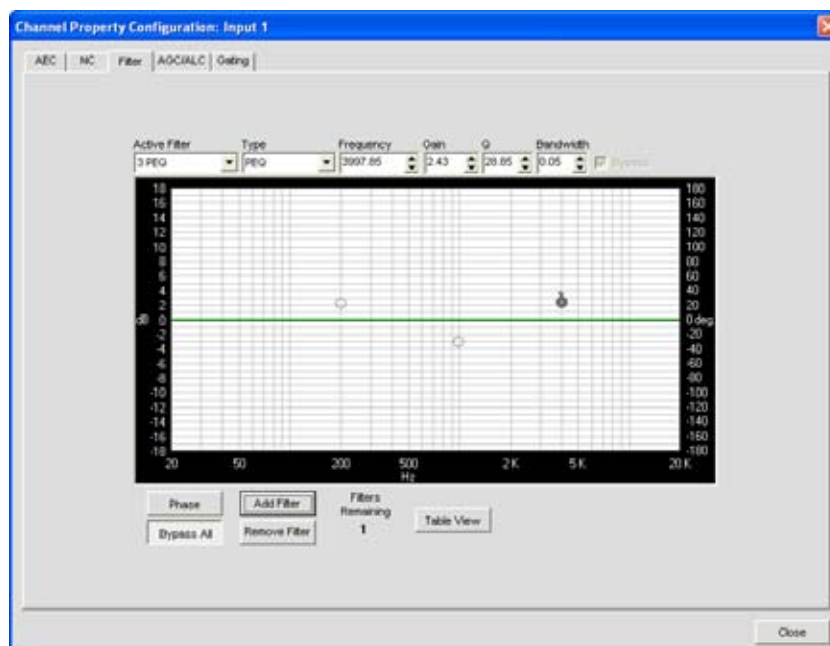 Channel Property Configuration: Input 1
AEC NC Filter AGC/ALC Gating
Active Filter Type Frequency Gain Q Bandwidth
3 PEQ PEQ 3997.85 2.43 28.85 0.05 Bypass
18 180
16 160
14 140
12 120
10 100
8 80
6 60
4 40
2 20
dB 0 0 deg
-2 -20
-4 -40
-6 -60
-8 -80
-10 -100
-12 -120
-14 -140
-16 -160
-18 -180
20 50 200 500 2 K 5 K 20 K
Hz
Phase Add Filter Filters Remaining
Bypass All Remove Filter 1 Table View
Close